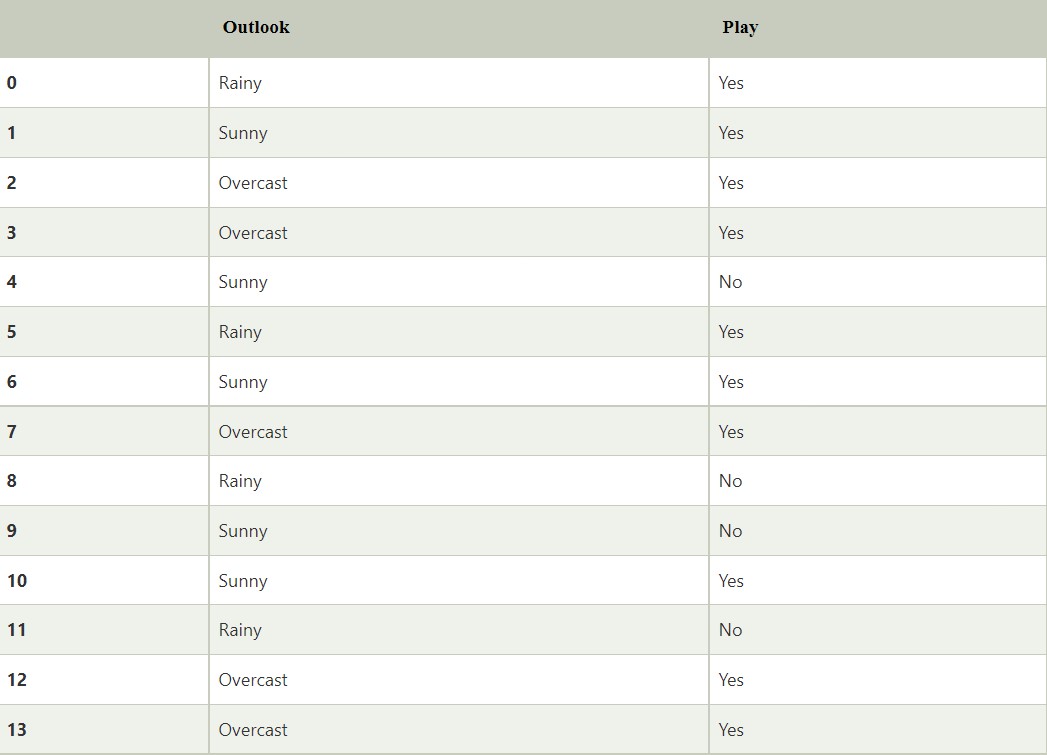 Outlook Play
0 Rainy Yes
1 Sunny Yes
2 Overcast Yes
3 Overcast Yes
4 Sunny No
5 Rainy Yes
6 Sunny Yes
7 Overcast Yes
8 Rainy No
9 Sunny No
10 Sunny Yes
11 Rainy No
12 Overcast Yes
13 Overcast Yes